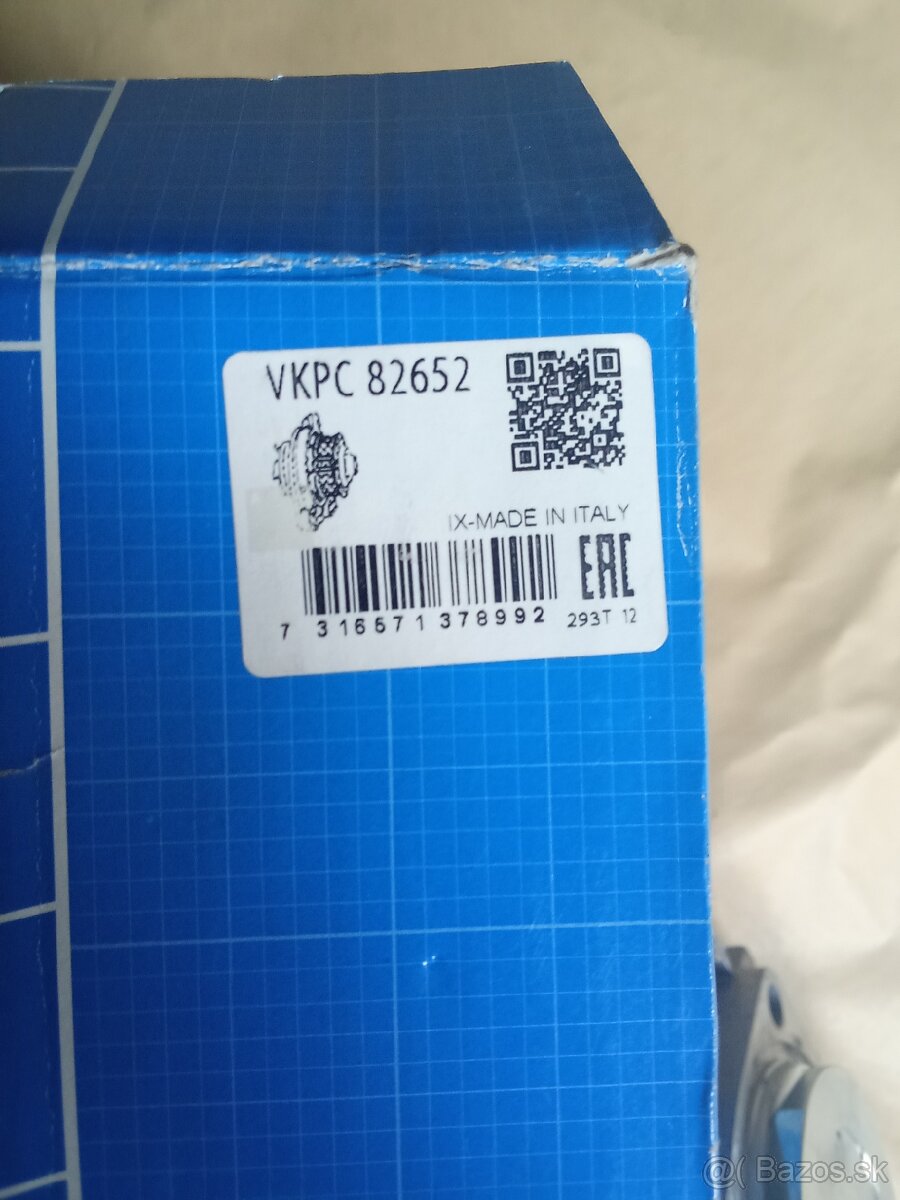 VKPC 82652
IX-MADE IN ITALY
EAC
7 316571 378992
293T 12
@( Bazos.sk